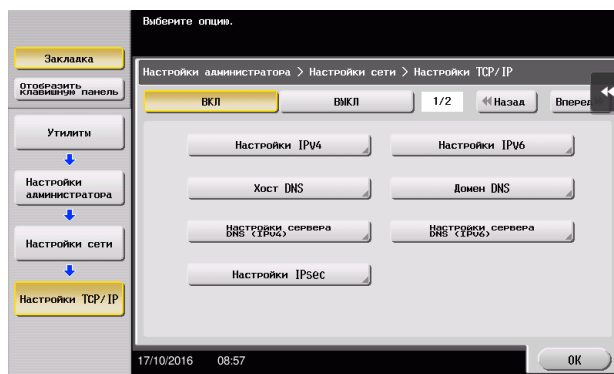 Выберите опцию.
Закладка
Отобразить
клавишную панель
Настройки администратора > Настройки сети > Настройки TCP/IP
ВКЛ
ВЫКЛ
1/2
Назад
Вперед
Утилиты
Настройки
администратора
Настройки сети
Настройки TCP/IP
Настройки IPv4
Настройки IPv6
Хост DNS
Домен DNS
Настройки сервера
DNS (IPv4)
Настройки сервера
DNS (IPv6)
Настройки IPsec
17/10/2016 08:57
OK